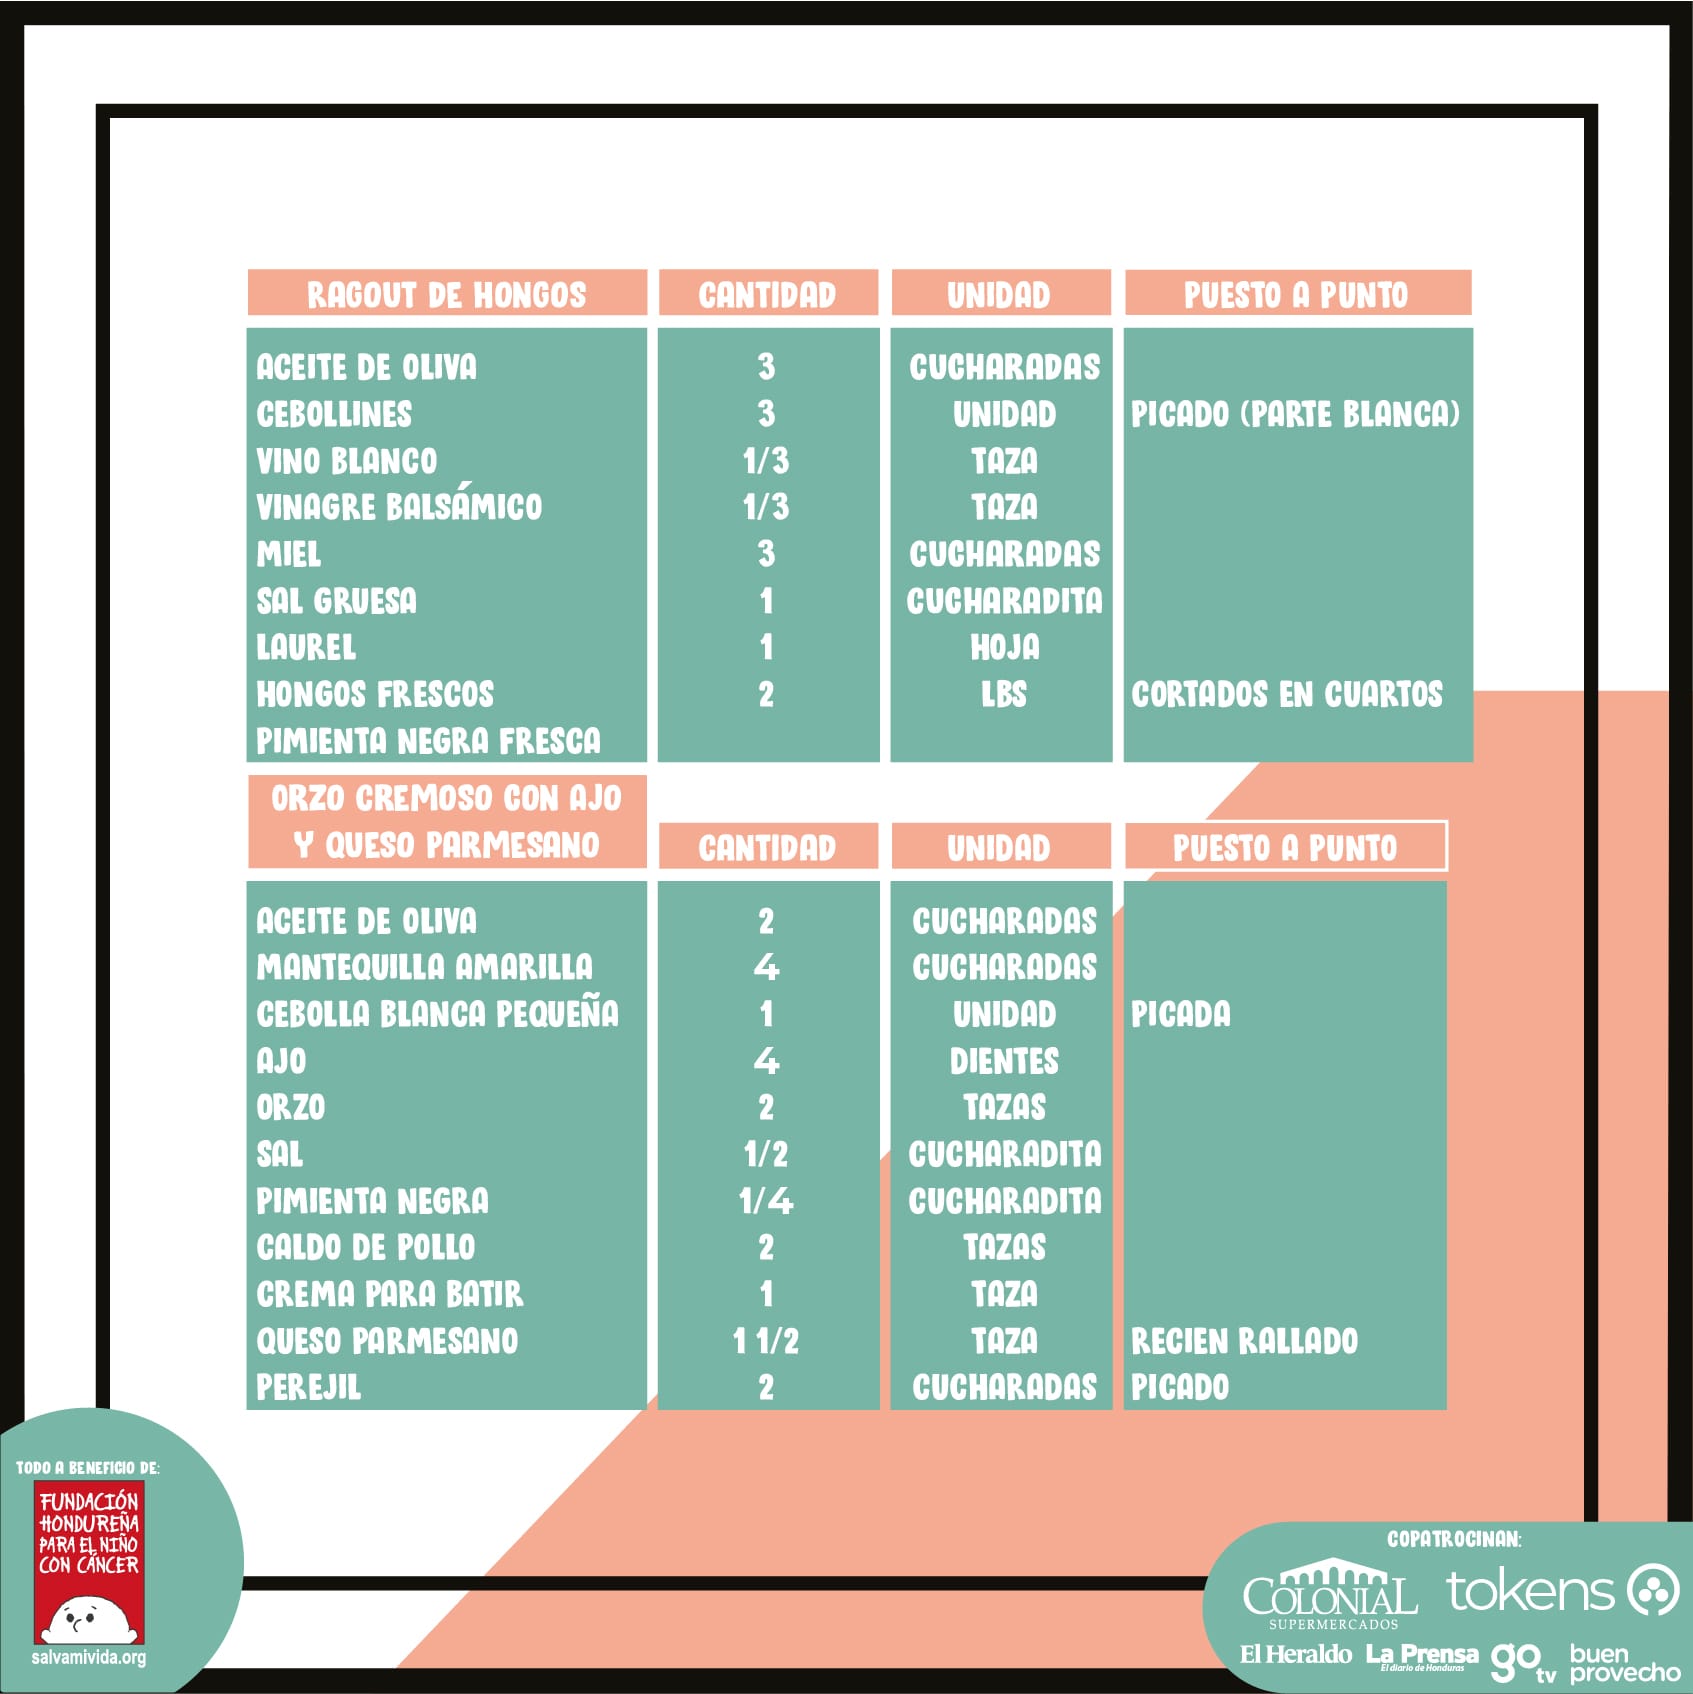 RAGOUT DE HONGOS CANTIDAD UNIDAD PUESTO A PUNTO
ACEITE DE OLIVA 3 CUCHARADAS
CEBOLLINES 3 UNIDAD PICADO (PARTE BLANCA)
VINO BLANCO 1/3 TAZA
VINAGRE BALSÁMICO 1/3 TAZA
MIEL 3 CUCHARADAS
SAL GRUESA 1 CUCHARADITA
LAUREL 1 HOJA
HONGOS FRESCOS 2 LBS CORTADOS EN CUARTOS
PIMIENTA NEGRA FRESCA
ORZO CREMOSO CON AJO
Y QUESO PARMESANO CANTIDAD UNIDAD PUESTO A PUNTO
ACEITE DE OLIVA 2 CUCHARADAS
MANTEQUILLA AMARILLA 4 CUCHARADAS
CEBOLLA BLANCA PEQUEÑA 1 UNIDAD PICADA
AJO 4 DIENTES
ORZO 2 TAZAS
SAL 1/2 CUCHARADITA
PIMIENTA NEGRA 1/4 CUCHARADITA
CALDO DE POLLO 2 TAZAS
CREMA PARA BATIR 1 TAZA
QUESO PARMESANO 1 1/2 TAZA RECIEN RALLADO
PEREJIL 2 CUCHARADAS PICADO
TODO A BENEFICIO DE:
FUNDACIÓN
HONDUREÑA
PARA EL NIÑO
CON CÁNCER
salvamivida.org
COPATROCINAN:
COLONIAL
SUPERMERCADOS
tokens
El Heraldo
La Prensa
El diario de Honduras
go tv
buen
provecho